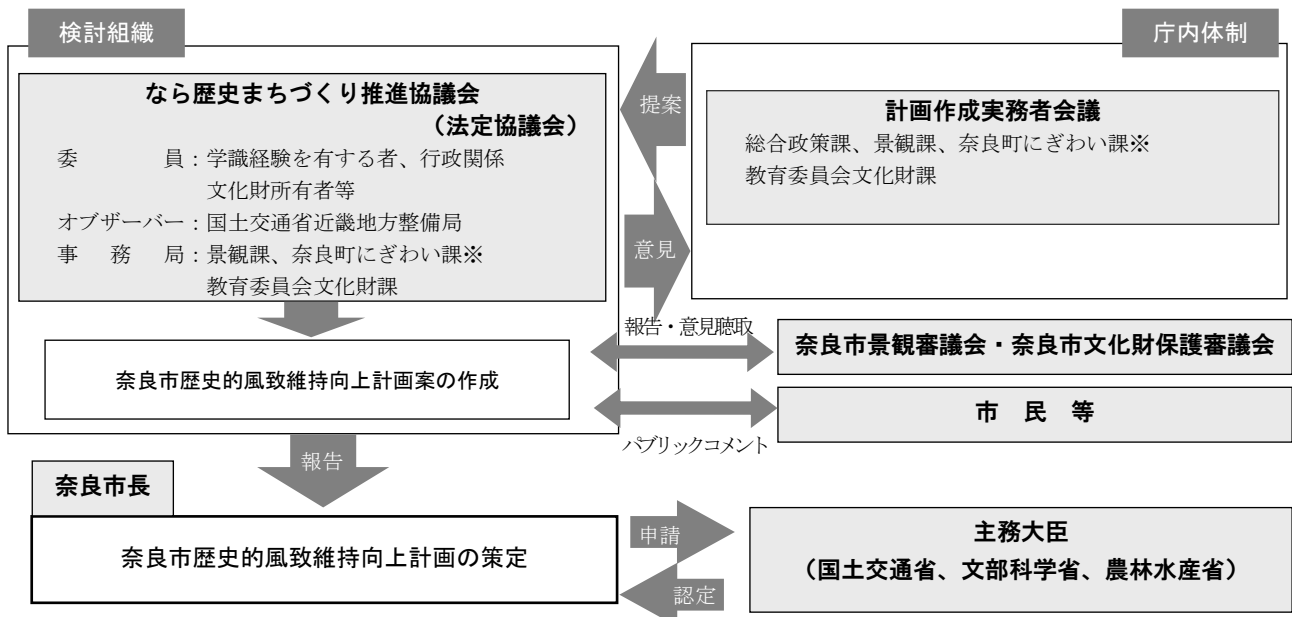 検討組織
なら歴史まちづくり推進協議会
（法定協議会）
委員：学識経験を有する者、行政関係
文化財所有者等
オブザーバー：国土交通省近畿地方整備局
事務局：景観課、奈良町にぎわい課※
教育委員会文化財課
奈良市歴史的風致維持向上計画案の作成
提案
意見
庁内体制
計画作成実務者会議
総合政策課、景観課、奈良町にぎわい課※
教育委員会文化財課
報告・意見聴取
奈良市景観審議会・奈良市文化財保護審議会
パブリックコメント
市民等
報告
奈良市長
奈良市歴史的風致維持向上計画の策定
申請
認定
主務大臣
（国土交通省、文部科学省、農林水産省）